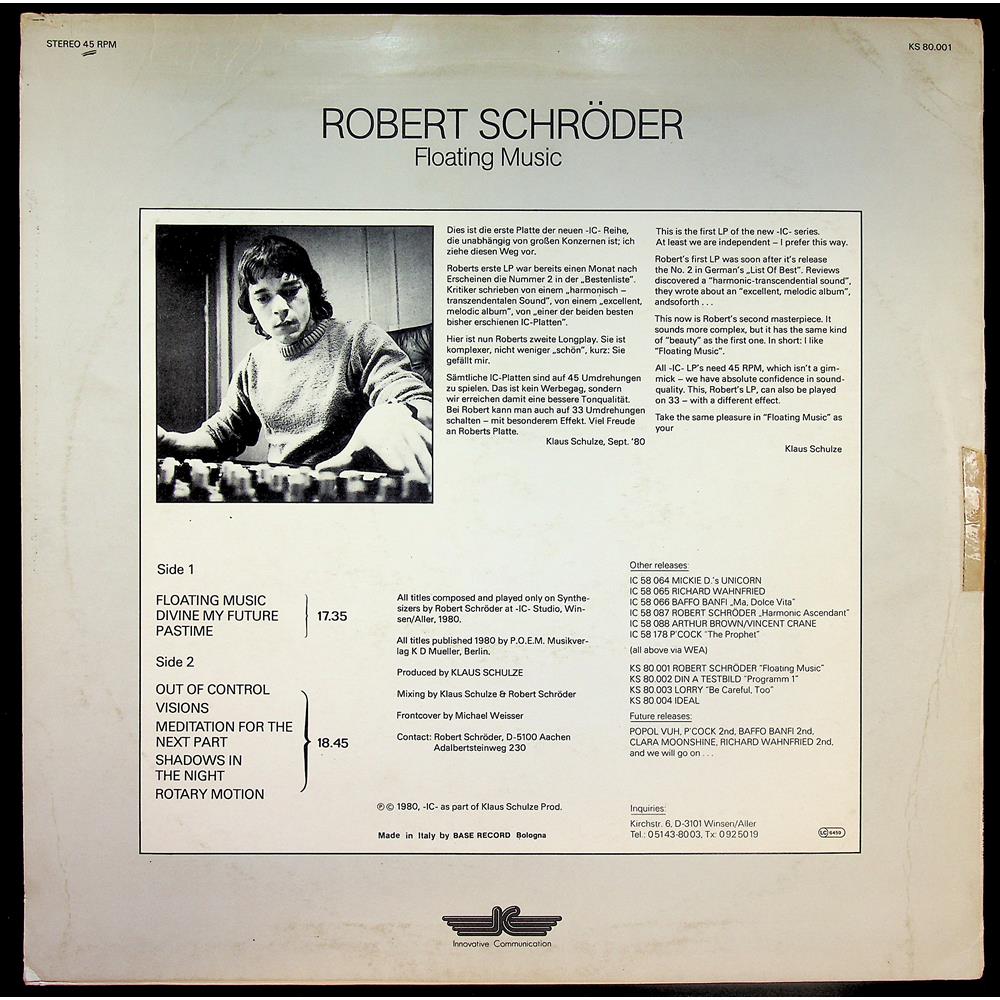 STEREO 45 RPM
KS 80.001
ROBERT SCHRÖDER
Floating Music
Dies ist die erste Platte der neuen -IC- Reihe,
die unabhängig von großen Konzernen ist; ich
ziehe diesen Weg vor.
Roberts erste LP war bereits einen Monat nach
Erscheinen die Nummer 2 in der „Bestenliste".
Kritiker schrieben von einem „harmonisch –
transzendentalen Sound", von einem „excellent,
melodic album", von „einer der beiden besten
bisher erschienen IC-Platten".
Hier ist nun Roberts zweite Longplay. Sie ist
komplexer, nicht weniger „schön", kurz: Sie
gefällt mir.
Sämtliche IC-Platten sind auf 45 Umdrehungen
zu spielen. Das ist kein Werbegag, sondern
wir erreichen damit eine bessere Tonqualität.
Bei Robert kann man auch auf 33 Umdrehungen
schalten – mit besonderem Effekt. Viel Freude
an Roberts Platte.
Klaus Schulze, Sept. '80
This is the first LP of the new -IC- series.
At least we are independent – I prefer this way.
Robert's first LP was soon after it's release
the No. 2 in German's „List Of Best". Reviews
discovered a "harmonic-transcendential sound",
they wrote about an "excellent, melodic album",
andsoforth . . .
This now is Robert's second masterpiece. It
sounds more complex, but it has the same kind
of "beauty" as the first one. In short: I like
"Floating Music".
All -IC- LP's need 45 RPM, which isn't a gim-
mick – we have absolute confidence in sound-
quality. This, Robert's LP, can also be played
on 33 – with a different effect.
Take the same pleasure in "Floating Music" as
your
Klaus Schulze
Side 1
FLOATING MUSIC
DIVINE MY FUTURE
PASTIME
17.35
Side 2
OUT OF CONTROL
VISIONS
MEDITATION FOR THE
NEXT PART
SHADOWS IN
THE NIGHT
ROTARY MOTION
18.45
All titles composed and played only on Synthe-
sizers by Robert Schröder at -IC- Studio, Win-
sen/Aller, 1980.
All titles published 1980 by P.O.E.M. Musikver-
lag K D Mueller, Berlin.
Produced by KLAUS SCHULZE
Mixing by Klaus Schulze & Robert Schröder
Frontcover by Michael Weisser
Contact: Robert Schröder, D-5100 Aachen
Adalbertsteinweg 230
℗ © 1980, -IC- as part of Klaus Schulze Prod.
Made in Italy by BASE RECORD Bologna
Other releases:
IC 58 064 MICKIE D.'s UNICORN
IC 58 065 RICHARD WAHNFRIED
IC 58 066 BAFFO BANFI „Ma, Dolce Vita"
IC 58 087 ROBERT SCHRÖDER „Harmonic Ascendant"
IC 58 088 ARTHUR BROWN/VINCENT CRANE
IC 58 178 P'COCK "The Prophet"
(all above via WEA)
KS 80.001 ROBERT SCHRÖDER "Floating Music"
KS 80.002 DIN A TESTBILD "Programm 1"
KS 80.003 LORRY "Be Careful, Too"
KS 80.004 IDEAL
Future releases:
POPOL VUH, P'COCK 2nd, BAFFO BANFI 2nd,
CLARA MOONSHINE, RICHARD WAHNFRIED 2nd,
and we will go on . . .
Inquiries:
Kirchstr. 6, D-3101 Winsen/Aller
Tel.: 05143-8003, Tx: 0925019
LC 6459
IC
Innovative Communication